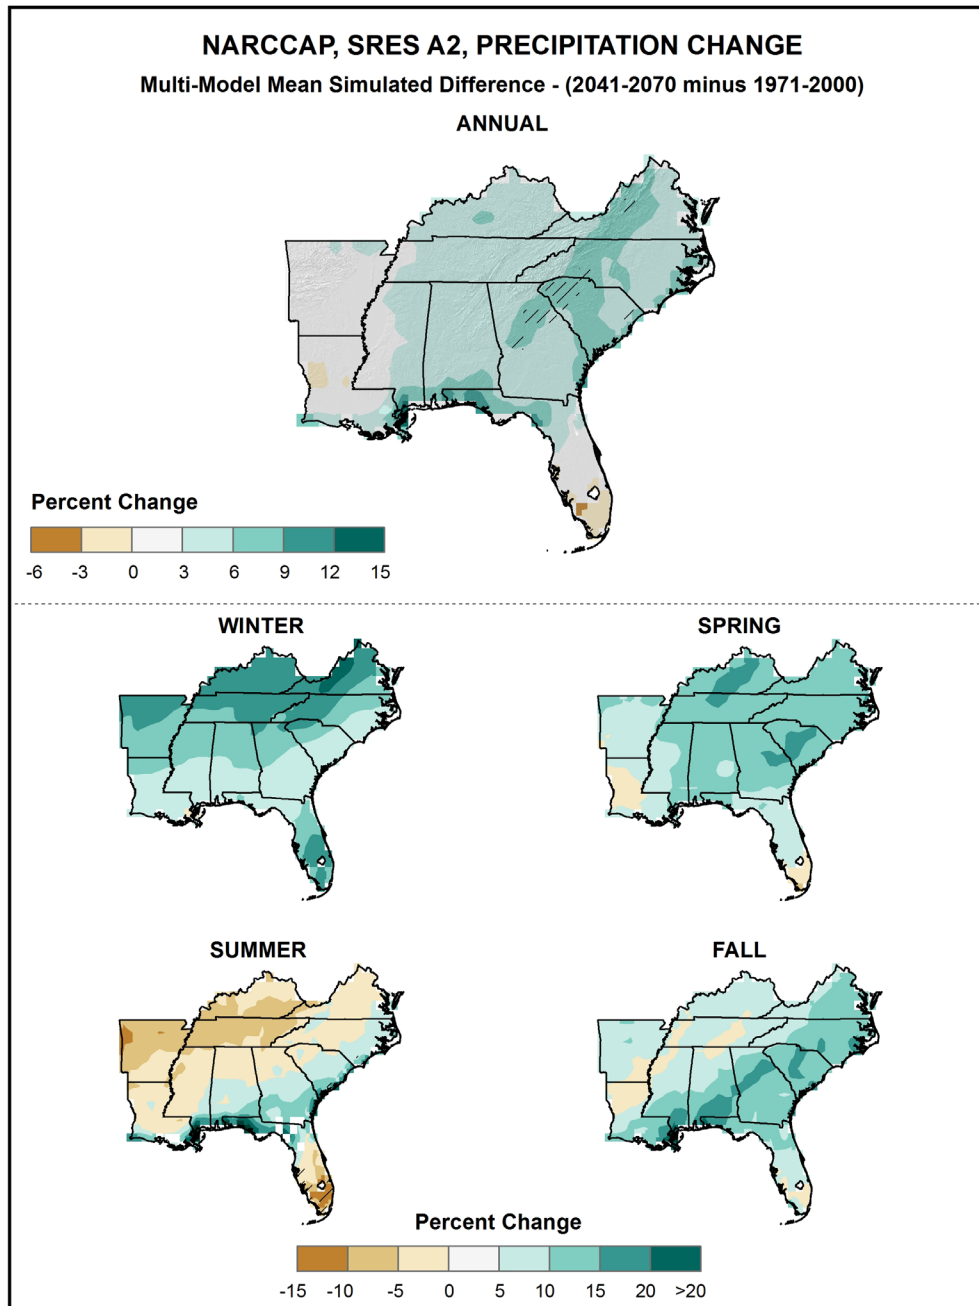 NARCCAP, SRES A2, PRECIPITATION CHANGE
Multi-Model Mean Simulated Difference - (2041-2070 minus 1971-2000)
ANNUAL
Percent Change
-6 -3 0 3 6 9 12 15
WINTER SPRING
SUMMER FALL
Percent Change
-15 -10 -5 0 5 10 15 20 >20